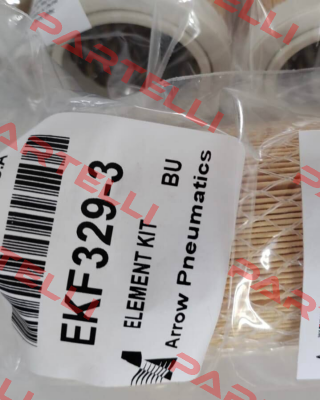 EKF329-3
ELEMENT KIT
BU
Arrow Pneumatics
PARTELLI
PARTELLI
PARTELLI
PARTELLI